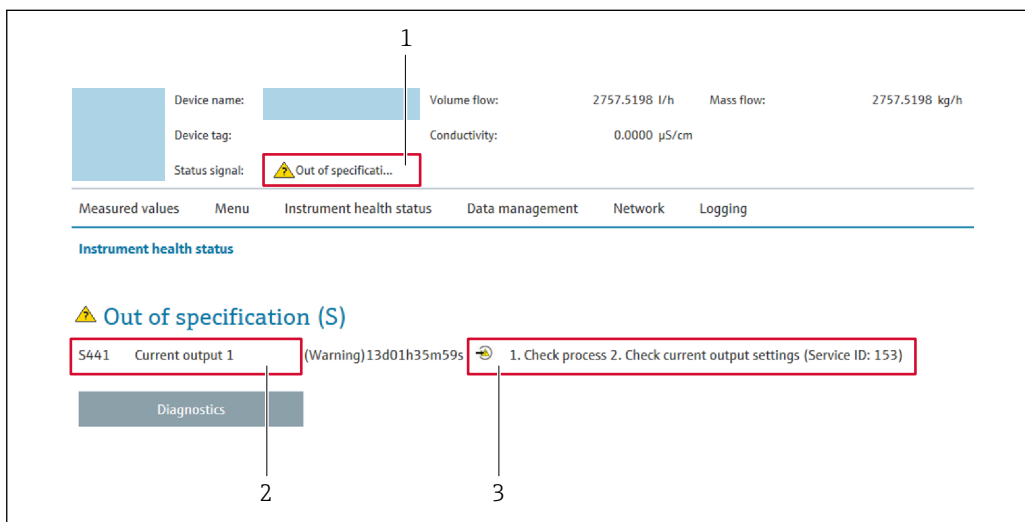 1
Device name: Volume flow: 2757.5198 l/h Mass flow: 2757.5198 kg/h
Device tag: Conductivity: 0.0000 µS/cm
Status signal: Out of specificati...
Measured values Menu Instrument health status Data management Network Logging
Instrument health status
Out of specification (S)
S441 Current output 1 (Warning)13d01h35m59s 1. Check process 2. Check current output settings (Service ID: 153)
Diagnostics
2 3